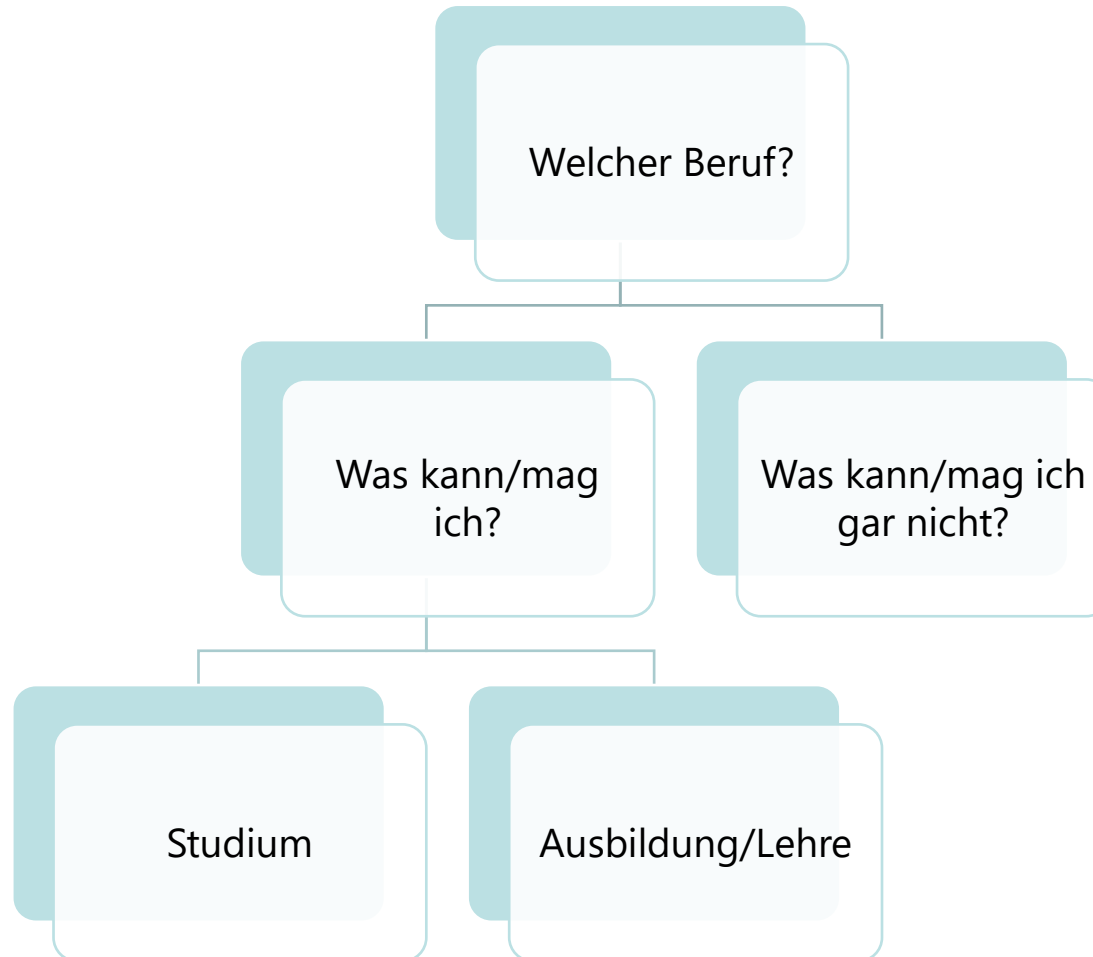 Welcher Beruf?
Was kann/mag
ich?
Was kann/mag ich
gar nicht?
Studium
Ausbildung/Lehre